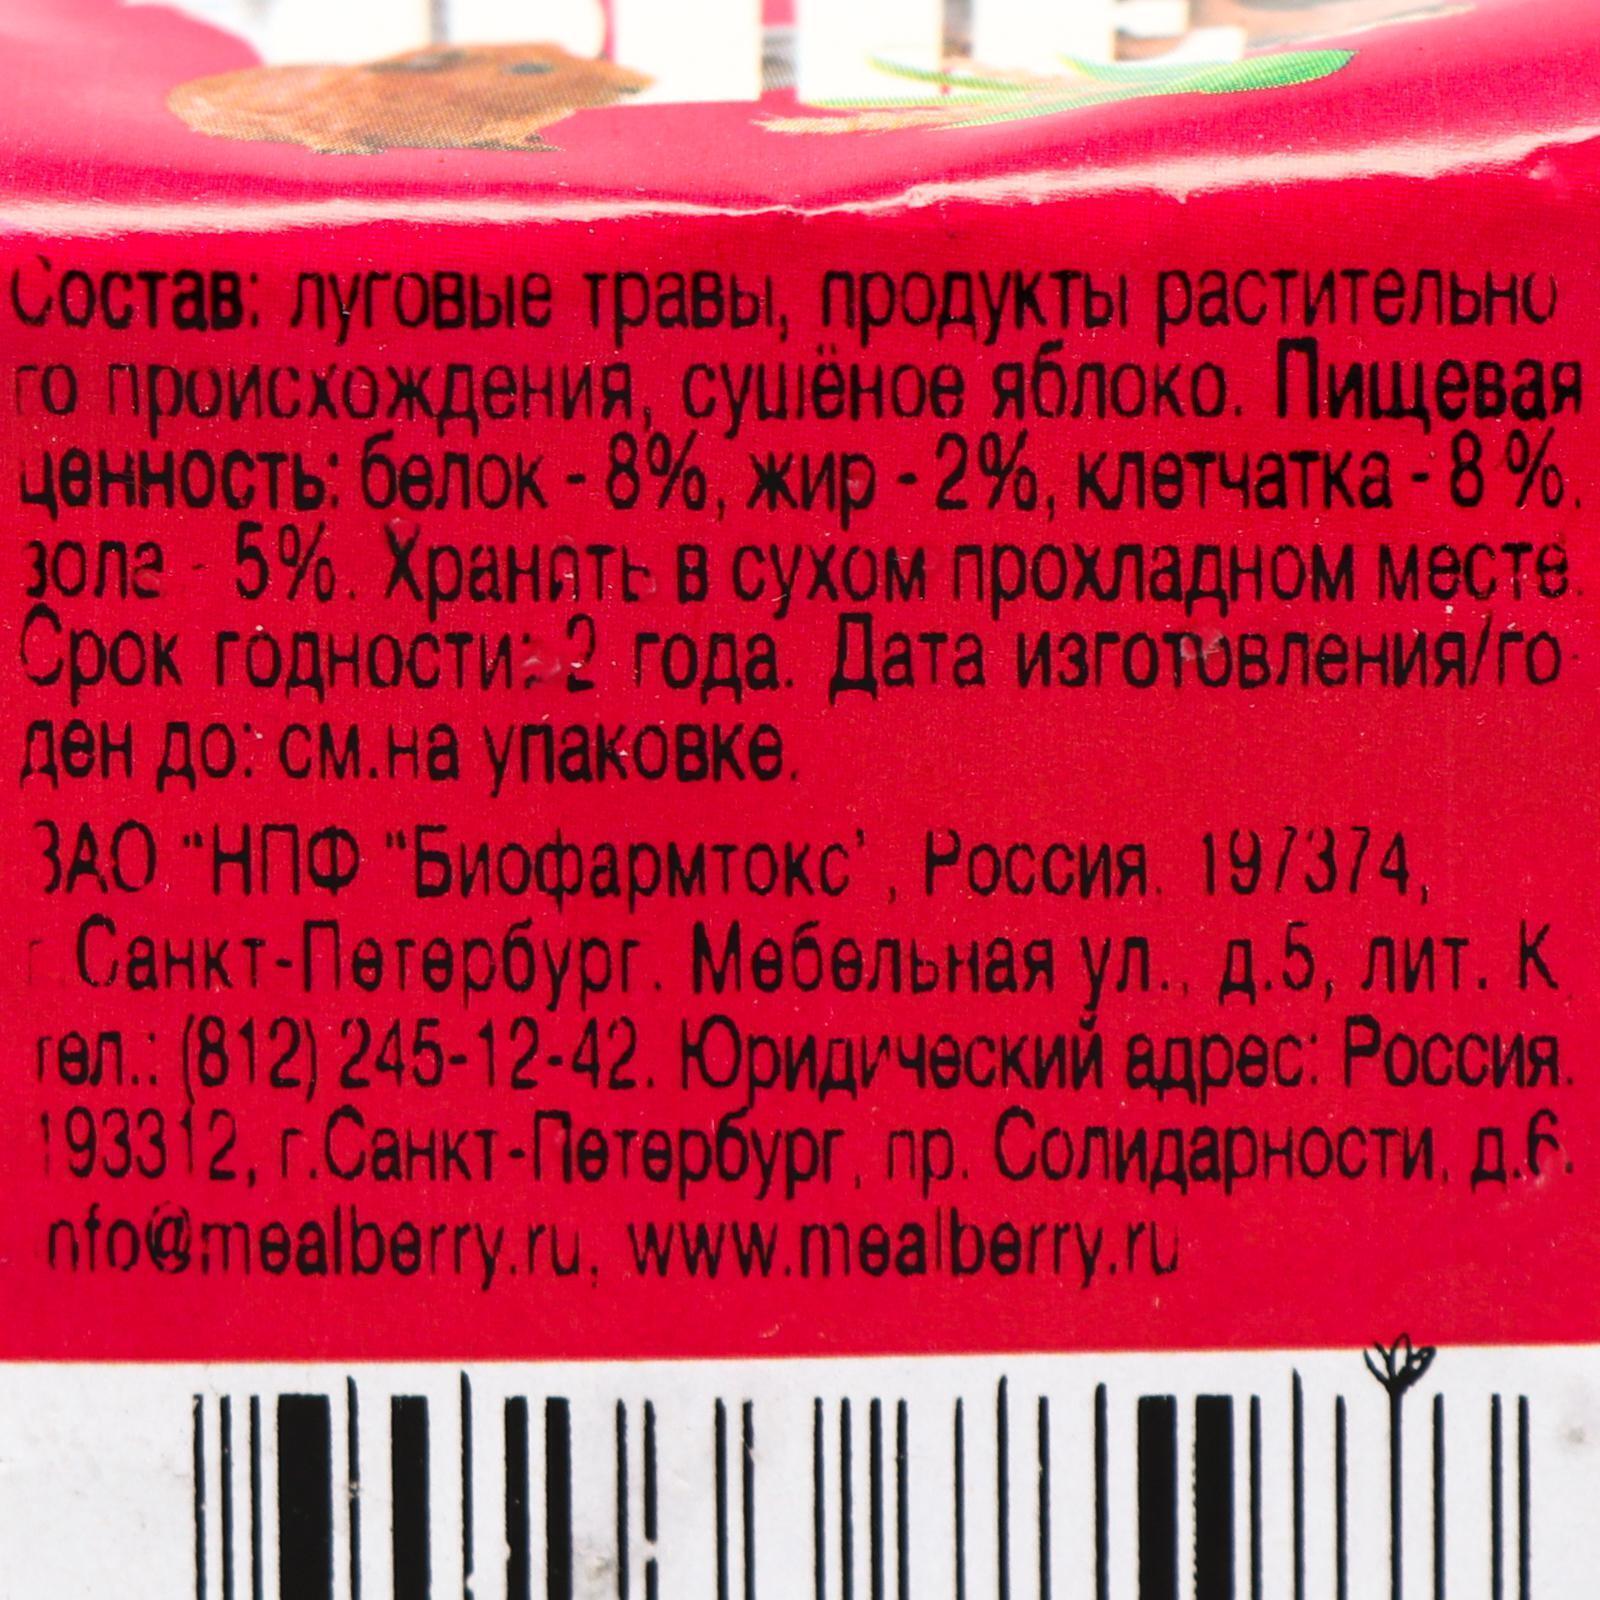 Состав: луговые травы, продукты растительно
го происхождения, сушёное яблоко. Пищевая
ценность: белок - 8%, жир - 2%, клетчатка - 8%.
зола - 5%. Хранить в сухом прохладном месте.
Срок годности: 2 года. Дата изготовления/го-
ден до: см.на упаковке.
ЗАО "НПФ "Биофармтокс", Россия. 197374,
г.Санкт-Петербург. Мебельная ул., д.5, лит. К
тел.: (812) 245-12-42. Юридический адрес: Россия.
193312, г.Санкт-Петербург, пр. Солидарности, д.6.
info@mealberry.ru, www.mealberry.ru